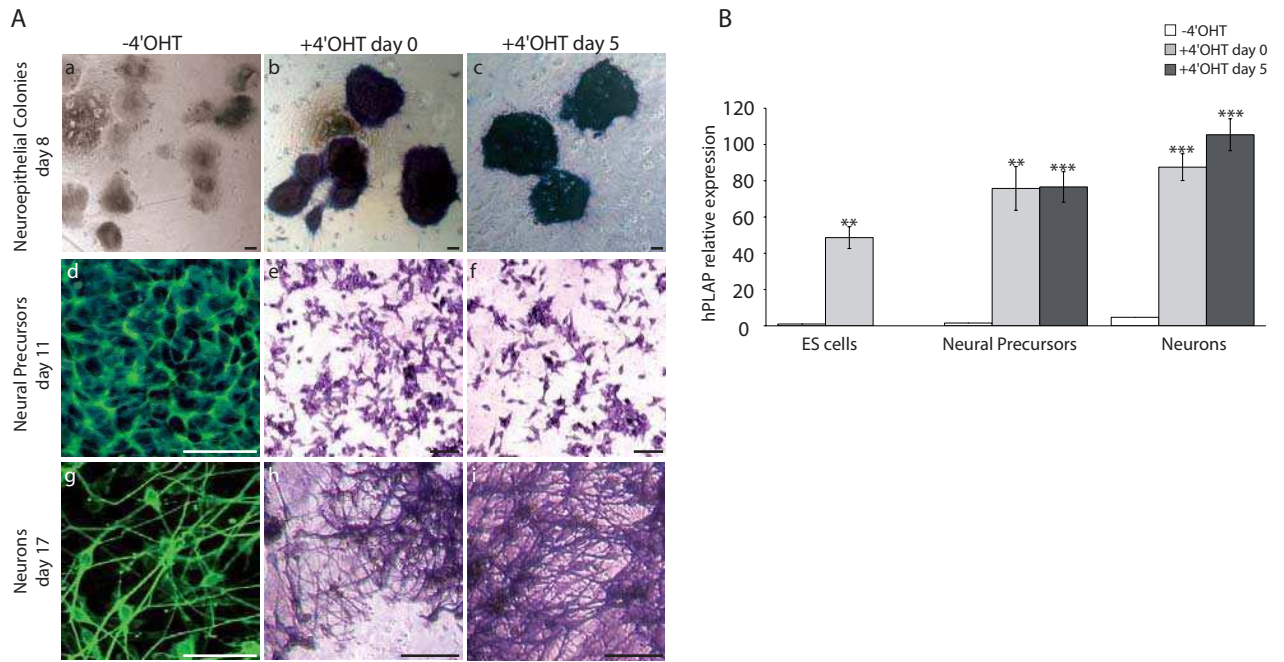 A
-4'OHT
+4'OHT day 0
+4'OHT day 5
Neuroepithelial Colonies
day 8
a
b
c
Neural Precursors
day 11
d
e
f
Neurons
day 17
g
h
i
B
-4'OHT
+4'OHT day 0
+4'OHT day 5
hPLAP relative expression
120
100
80
60
40
20
0
**
**
***
***
***
ES cells
Neural Precursors
Neurons